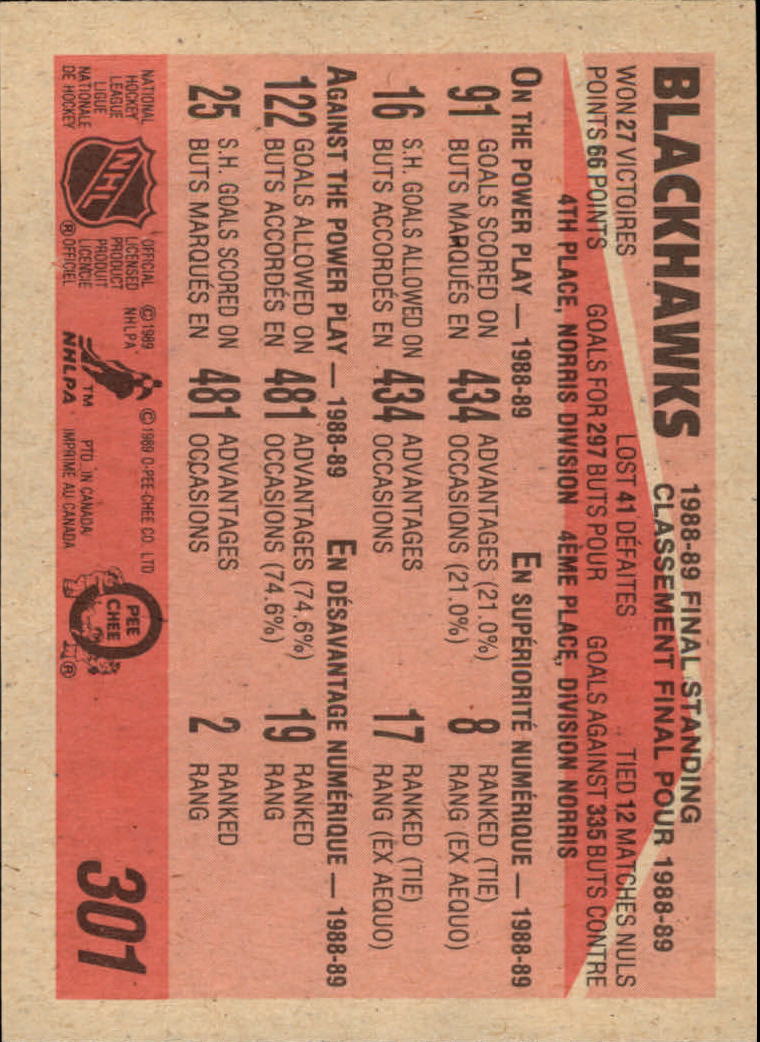 BLACKHAWKS
1988-89 FINAL STANDING
CLASSEMENT FINAL POUR 1988-89
WON 27 VICTOIRES LOST 41 DÉFAITES TIED 12 MATCHES NULS
POINTS 66 POINTS GOALS FOR 297 BUTS POUR GOALS AGAINST 335 BUTS CONTRE
4TH PLACE, NORRIS DIVISION 4ÈME PLACE, DIVISION NORRIS
ON THE POWER PLAY — 1988-89 EN SUPÉRIORITÉ NUMÉRIQUE — 1988-89
91 GOALS SCORED ON 434 ADVANTAGES (21.0%) 8 RANKED (TIE)
BUTS MARQUÉS EN OCCASIONS (21.0%) RANG (EX AEQUO)
16 S.H. GOALS ALLOWED ON 434 ADVANTAGES 17 RANKED (TIE)
BUTS ACCORDÉS EN OCCASIONS RANG (EX AEQUO)
AGAINST THE POWER PLAY — 1988-89 EN DÉSAVANTAGE NUMÉRIQUE — 1988-89
122 GOALS ALLOWED ON 481 ADVANTAGES (74.6%) 19 RANKED
BUTS ACCORDÉS EN OCCASIONS (74.6%) RANG
25 S.H. GOALS SCORED ON 481 ADVANTAGES 2 RANKED
BUTS MARQUÉS EN OCCASIONS RANG
NATIONAL
HOCKEY
LEAGUE
LIGUE
NATIONALE
DE HOCKEY
NHL
OFFICIAL
LICENSED
PRODUCT
PRODUIT
LICENCIÉ
® OFFICIEL
© 1989
NHLPA
TM
NHLPA
© 1989 O-PEE-CHEE CO. LTD
PTD. IN CANADA
IMPRIMÉ AU CANADA
O
PEE
CHEE
®
301